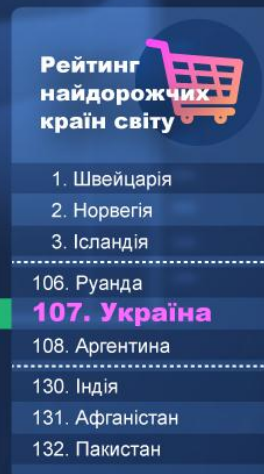 Рейтинг
найдорожчих
країн світу
1. Швейцарія
2. Норвегія
3. Ісландія
106. Руанда
107. Україна
108. Аргентина
130. Індія
131. Афганістан
132. Пакистан